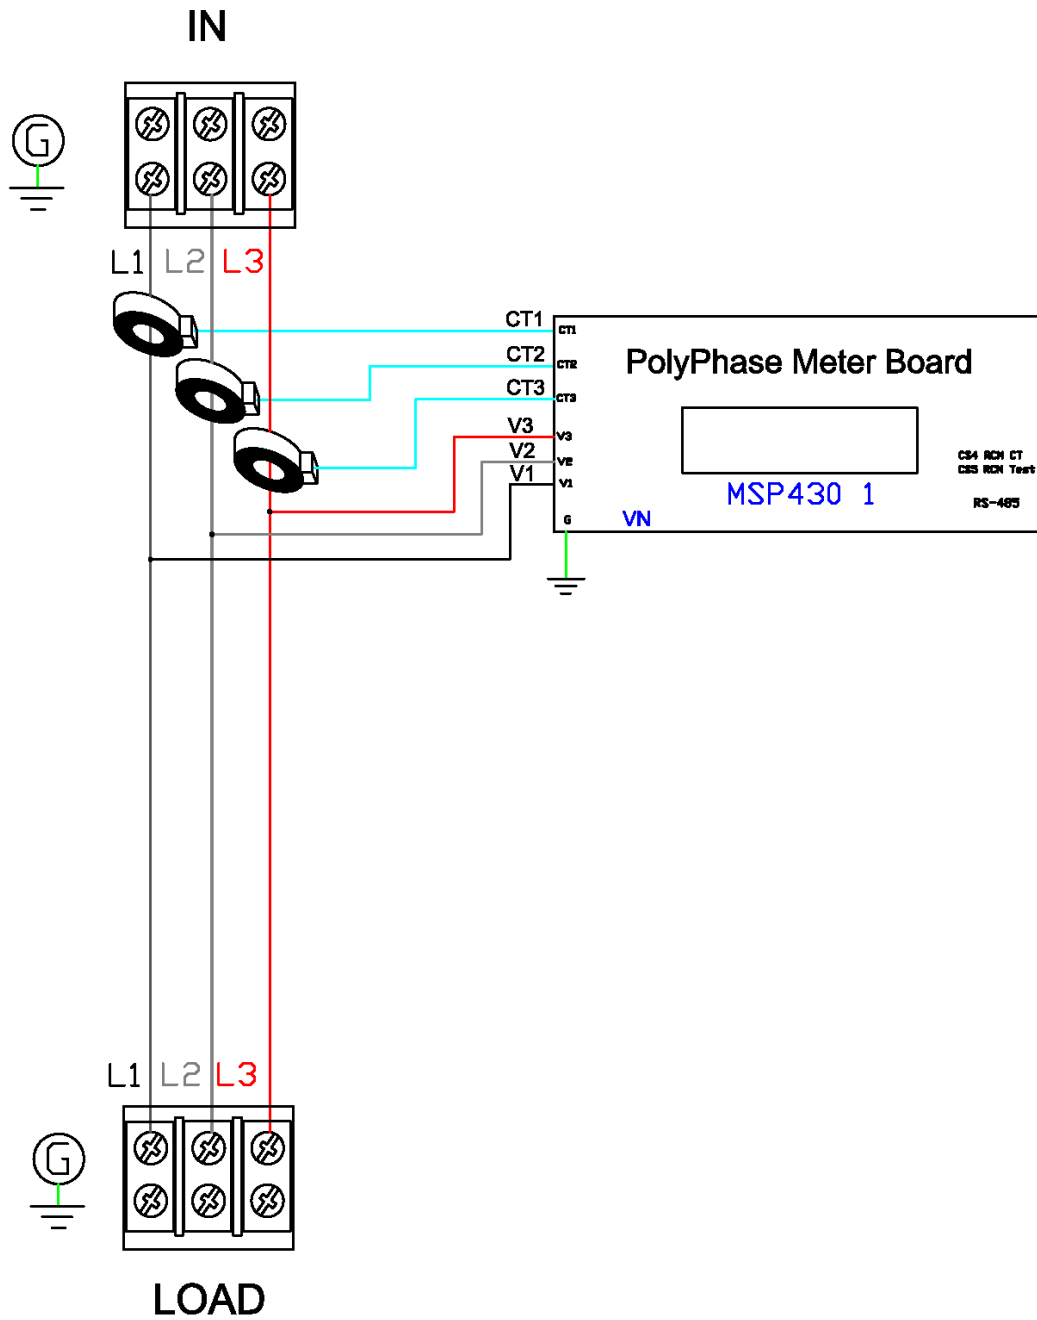 IN
G
L1 L2 L3
CT1
CT2
CT3
V3
V2
V1
CT1
CT2
CT3
V3
V2
V1
G
PolyPhase Meter Board
MSP430 1
VN
CS4 RCM CT
CS5 RCM Test
RS-485
L1 L2 L3
G
LOAD